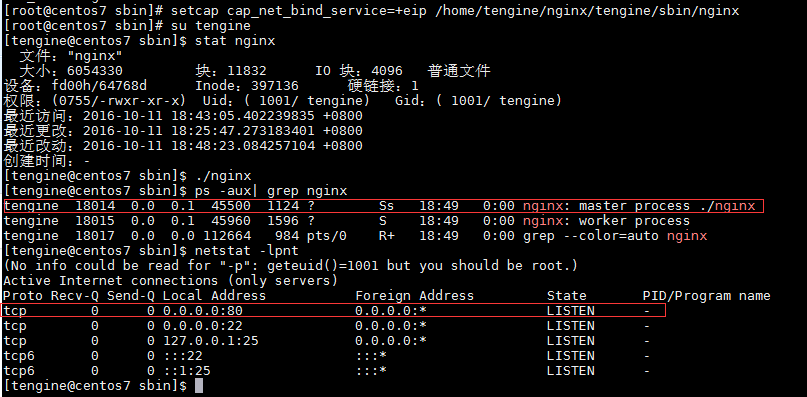 [root@centos7 sbin]# setcap cap_net_bind_service=+eip /home/tengine/nginx/tengine/sbin/nginx
[root@centos7 sbin]# su tengine
[tengine@centos7 sbin]$ stat nginx
  文件："nginx"
  大小：6054330         块：11832      IO 块：4096   普通文件
设备：fd00h/64768d      Inode：397136      硬链接：1
权限：(0755/-rwxr-xr-x)  Uid：( 1001/ tengine)   Gid：( 1001/ tengine)
最近访问：2016-10-11 18:43:05.402239835 +0800
最近更改：2016-10-11 18:25:47.273183401 +0800
最近改动：2016-10-11 18:48:23.084257104 +0800
创建时间：-
[tengine@centos7 sbin]$ ./nginx
[tengine@centos7 sbin]$ ps -aux| grep nginx
tengine  18014  0.0  0.1  45500  1124 ?        Ss   18:49   0:00 nginx: master process ./nginx
tengine  18015  0.0  0.1  45960  1596 ?        S    18:49   0:00 nginx: worker process
tengine  18017  0.0  0.0 112664   984 pts/0    R+   18:49   0:00 grep --color=auto nginx
[tengine@centos7 sbin]$ netstat -lpnt
(No info could be read for "-p": geteuid()=1001 but you should be root.)
Active Internet connections (only servers)
Proto Recv-Q Send-Q Local Address           Foreign Address         State       PID/Program name
tcp        0      0 0.0.0.0:80              0.0.0.0:*               LISTEN      -
tcp        0      0 0.0.0.0:22              0.0.0.0:*               LISTEN      -
tcp        0      0 127.0.0.1:25            0.0.0.0:*               LISTEN      -
tcp6       0      0 :::22                   :::*                    LISTEN      -
tcp6       0      0 ::1:25                  :::*                    LISTEN      -
[tengine@centos7 sbin]$